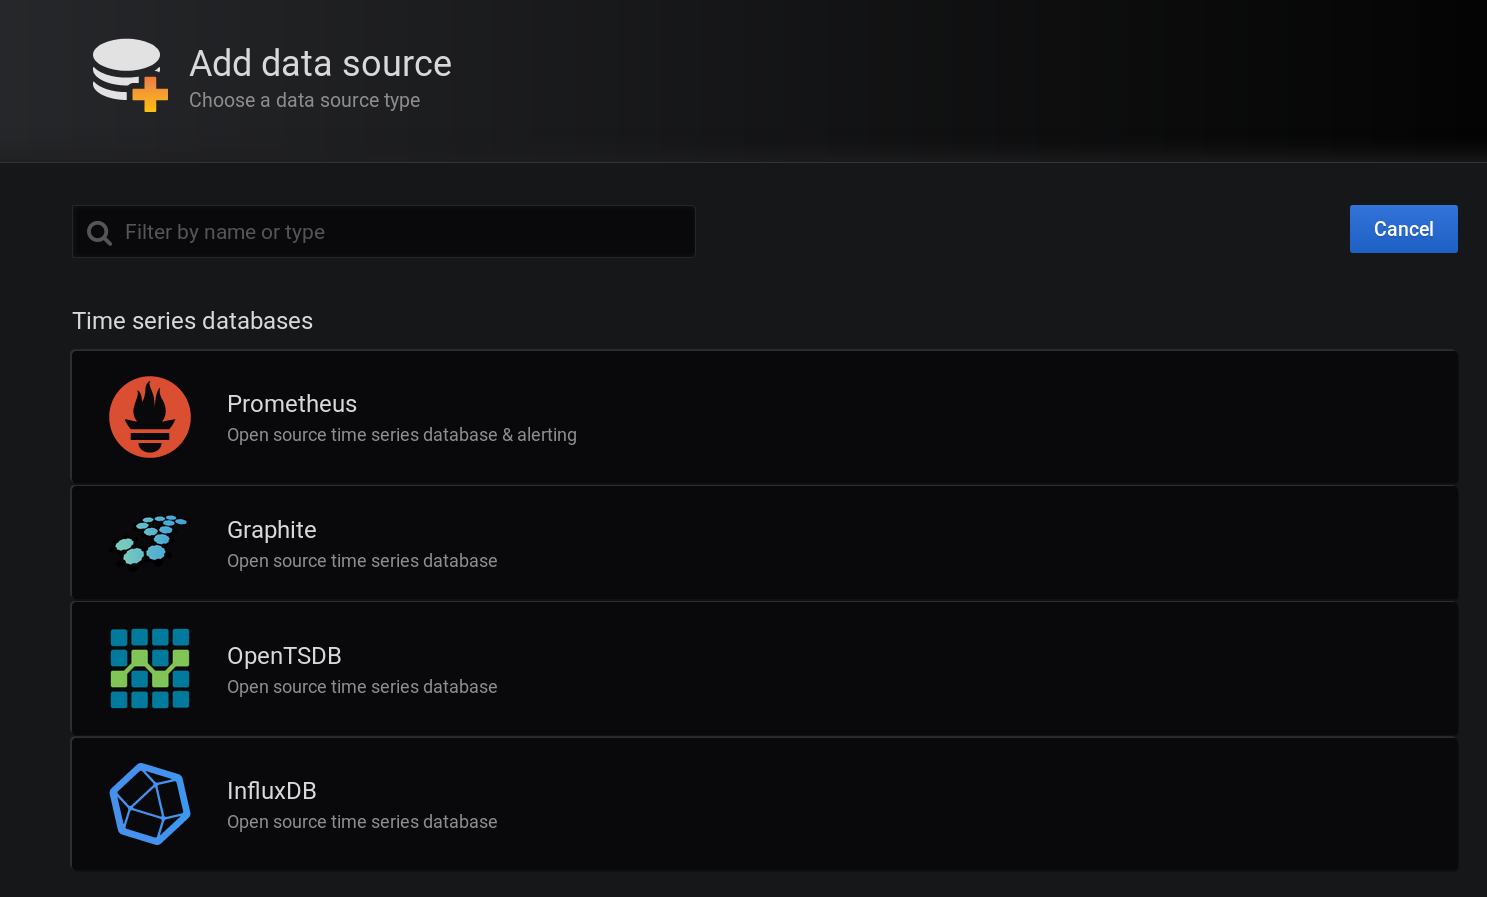 Add data source
Choose a data source type
Filter by name or type
Cancel
Time series databases
Prometheus
Open source time series database & alerting
Graphite
Open source time series database
OpenTSDB
Open source time series database
InfluxDB
Open source time series database